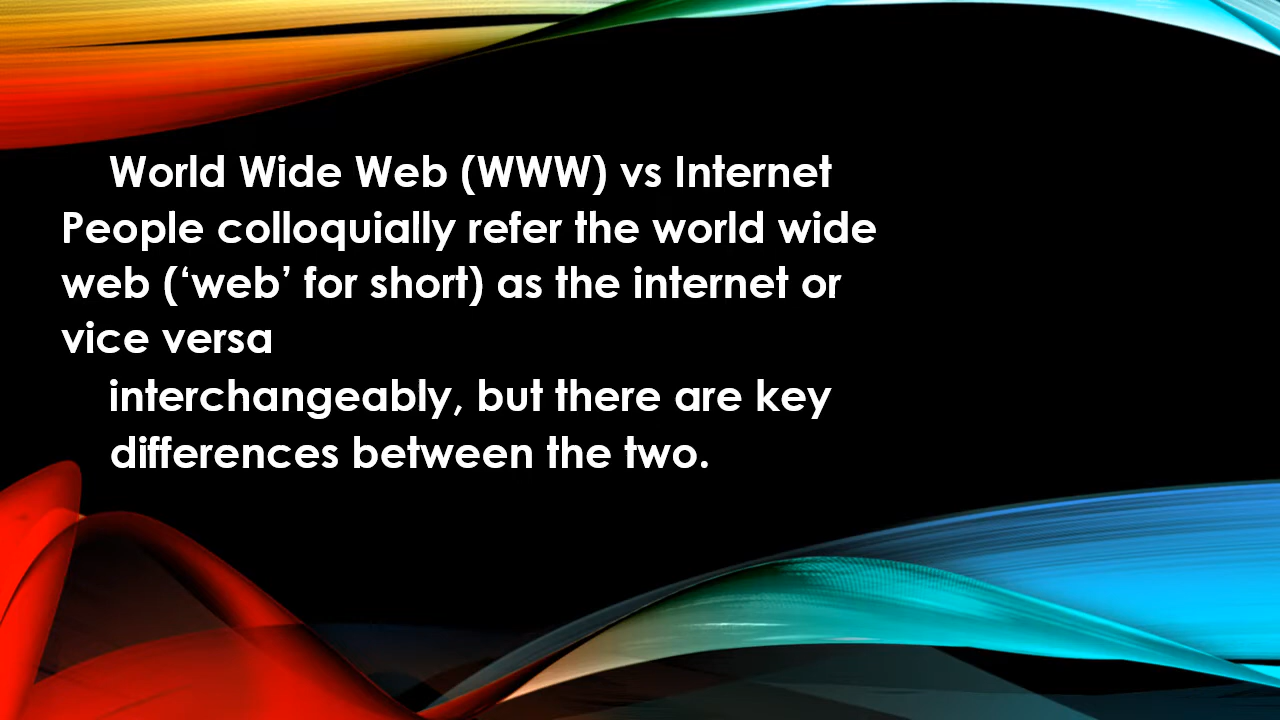 World Wide Web (WWW) vs Internet
People colloquially refer the world wide
web (‘web’ for short) as the internet or
vice versa
interchangeably, but there are key
differences between the two.